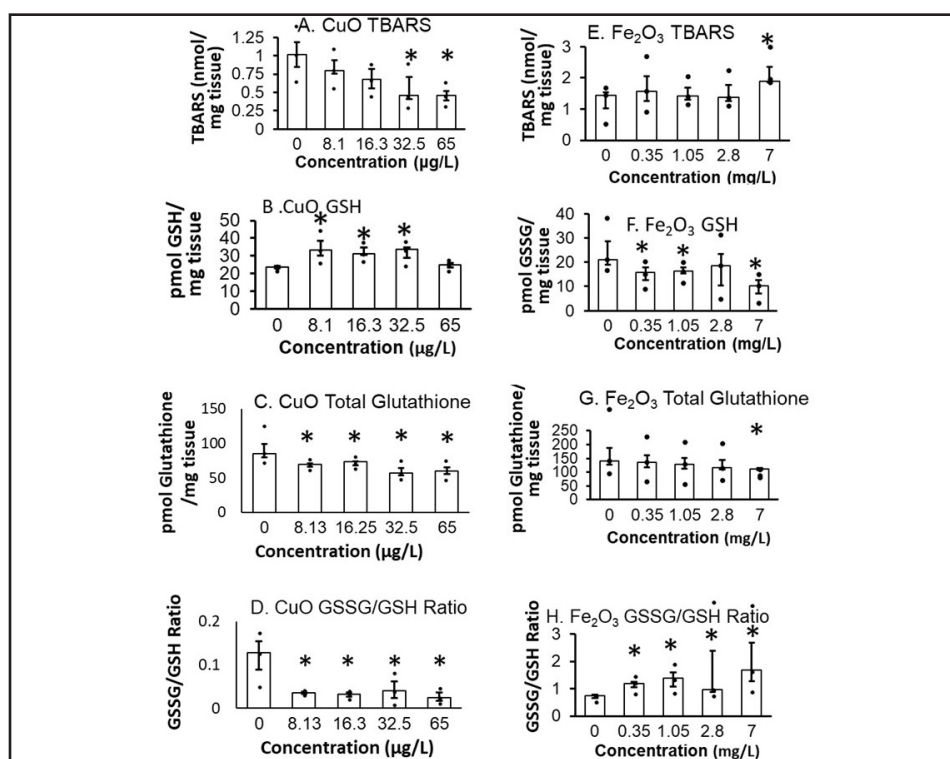 A. CuO TBARS
TBARS (nmol/
mg tissue)
1.25
1
0.75
0.5
0.25
0
* *
0 8.1 16.3 32.5 65
Concentration (µg/L)
E. Fe₂O₃ TBARS
TBARS (nmol/
mg tissue)
3
2
1
0
*
0 0.35 1.05 2.8 7
Concentration (mg/L)
B .CuO GSH
pmol GSH/
mg tissue
50
40
30
20
10
0
* * *
0 8.1 16.3 32.5 65
Concentration (µg/L)
F. Fe₂O₃ GSH
pmol GSSG/
mg tissue
40
30
20
10
0
* * *
0 0.35 1.05 2.8 7
Concentration (mg/L)
C. CuO Total Glutathione
pmol Glutathione
/mg tissue
150
100
50
0
* * * *
0 8.13 16.25 32.5 65
Concentration (µg/L)
G. Fe₂O₃ Total Glutathione
pmol Glutathione/
mg tissue
250
200
150
100
50
0
*
0 0.35 1.05 2.8 7
Concentration (mg/L)
D. CuO GSSG/GSH Ratio
GSSG/GSH Ratio
0.2
0.1
0
* * * *
0 8.13 16.3 32.5 65
Concentration (µg/L)
H. Fe₂O₃ GSSG/GSH Ratio
GSSG/GSH Ratio
3
2
1
0
* * * *
0 0.35 1.05 2.8 7
Concentration (mg/L)